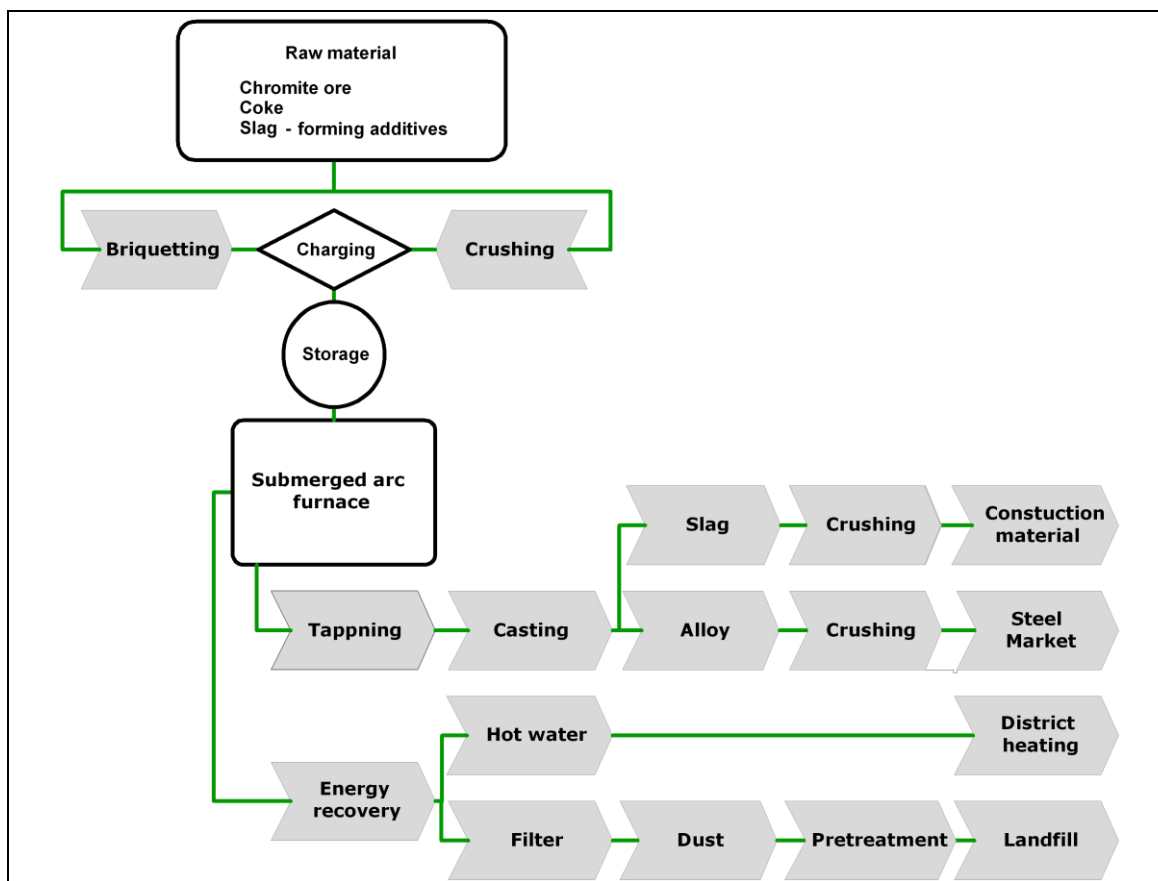 Raw material
Chromite ore
Coke
Slag - forming additives
Briquetting
Charging
Crushing
Storage
Submerged arc
furnace
Slag
Crushing
Constuction
material
Tappning
Casting
Alloy
Crushing
Steel
Market
Hot water
District
heating
Energy
recovery
Filter
Dust
Pretreatment
Landfill